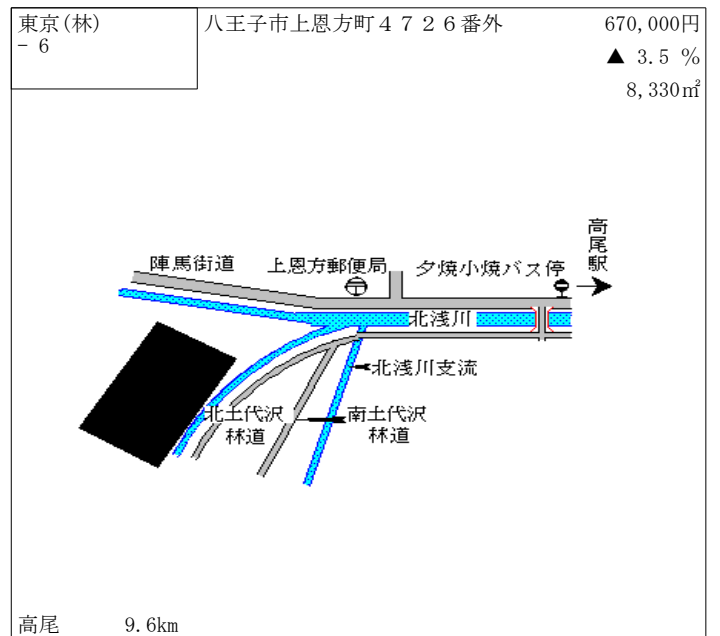 東京(林)
- 6
八王子市上恩方町４７２６番外
670,000円
▲ 3.5 %
8,330㎡
高尾駅
陣馬街道
上恩方郵便局
夕焼小焼バス停
北浅川
北浅川支流
北土代沢
林道
南土代沢
林道
高尾 9.6km